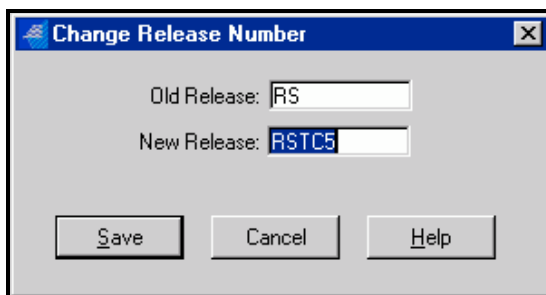 Change Release Number
Old Release: RS
New Release: RSTC5
Save Cancel Help